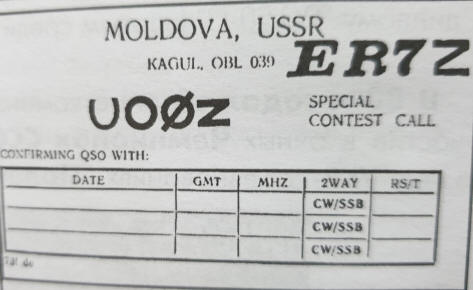 MOLDOVA, USSR
KAGUL, OBL 039 ER7Z
UOØZ SPECIAL
CONTEST CALL
CONFIRMING QSO WITH:
DATE GMT MHZ 2WAY RS/T
CW/SSB
CW/SSB
CW/SSB